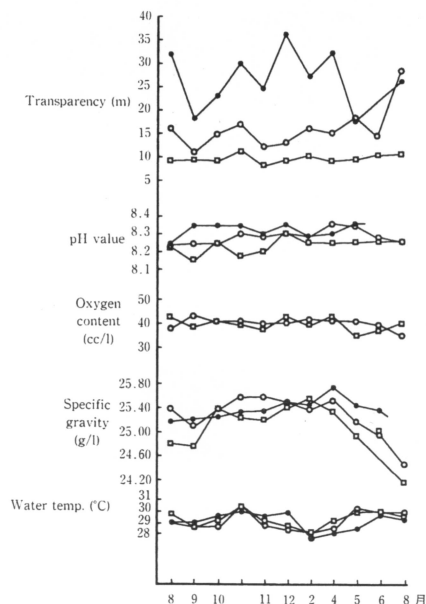 40
35
30
25
Transparency (m)
20
15
10
5
8.4
8.3
pH value
8.2
8.1
Oxygen
content
(cc/l)
50
40
30
Specific
gravity
(g/l)
25.80
25.40
25.00
24.60
24.20
Water temp. (°C)
31
30
29
28
8 9 10 11 12 2 4 5 6 8 月